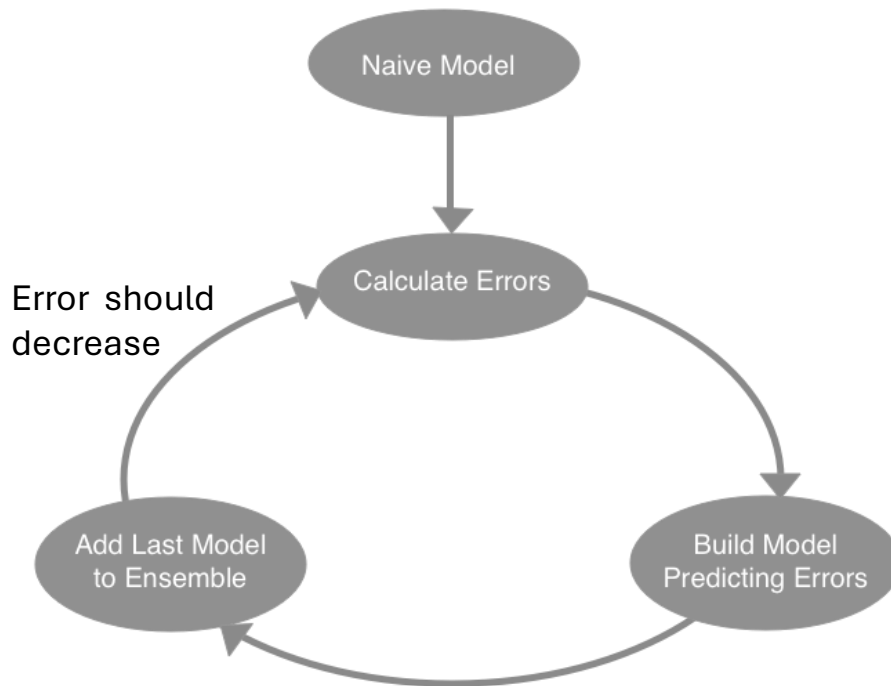 Naive Model
Calculate Errors
Error should
decrease
Add Last Model
to Ensemble
Build Model
Predicting Errors